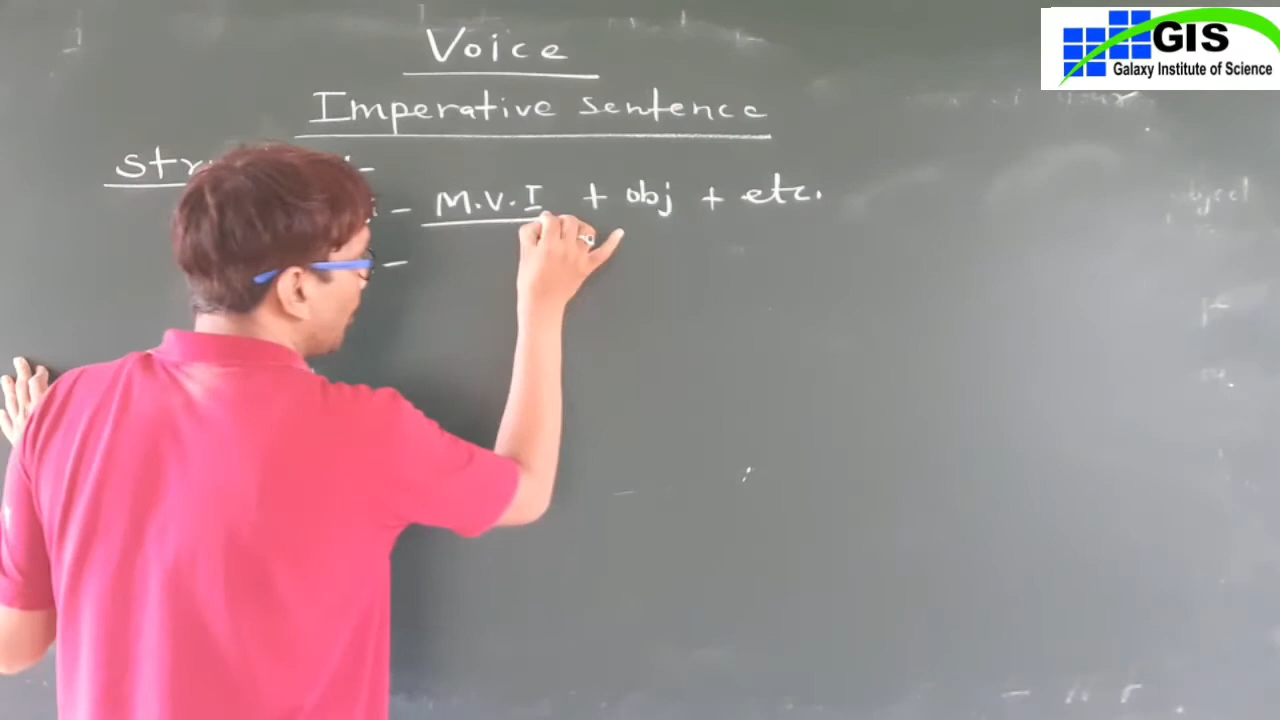 GIS
Galaxy Institute of Science
Voice
Imperative sentence
- M.V.I + obj + etc.
-